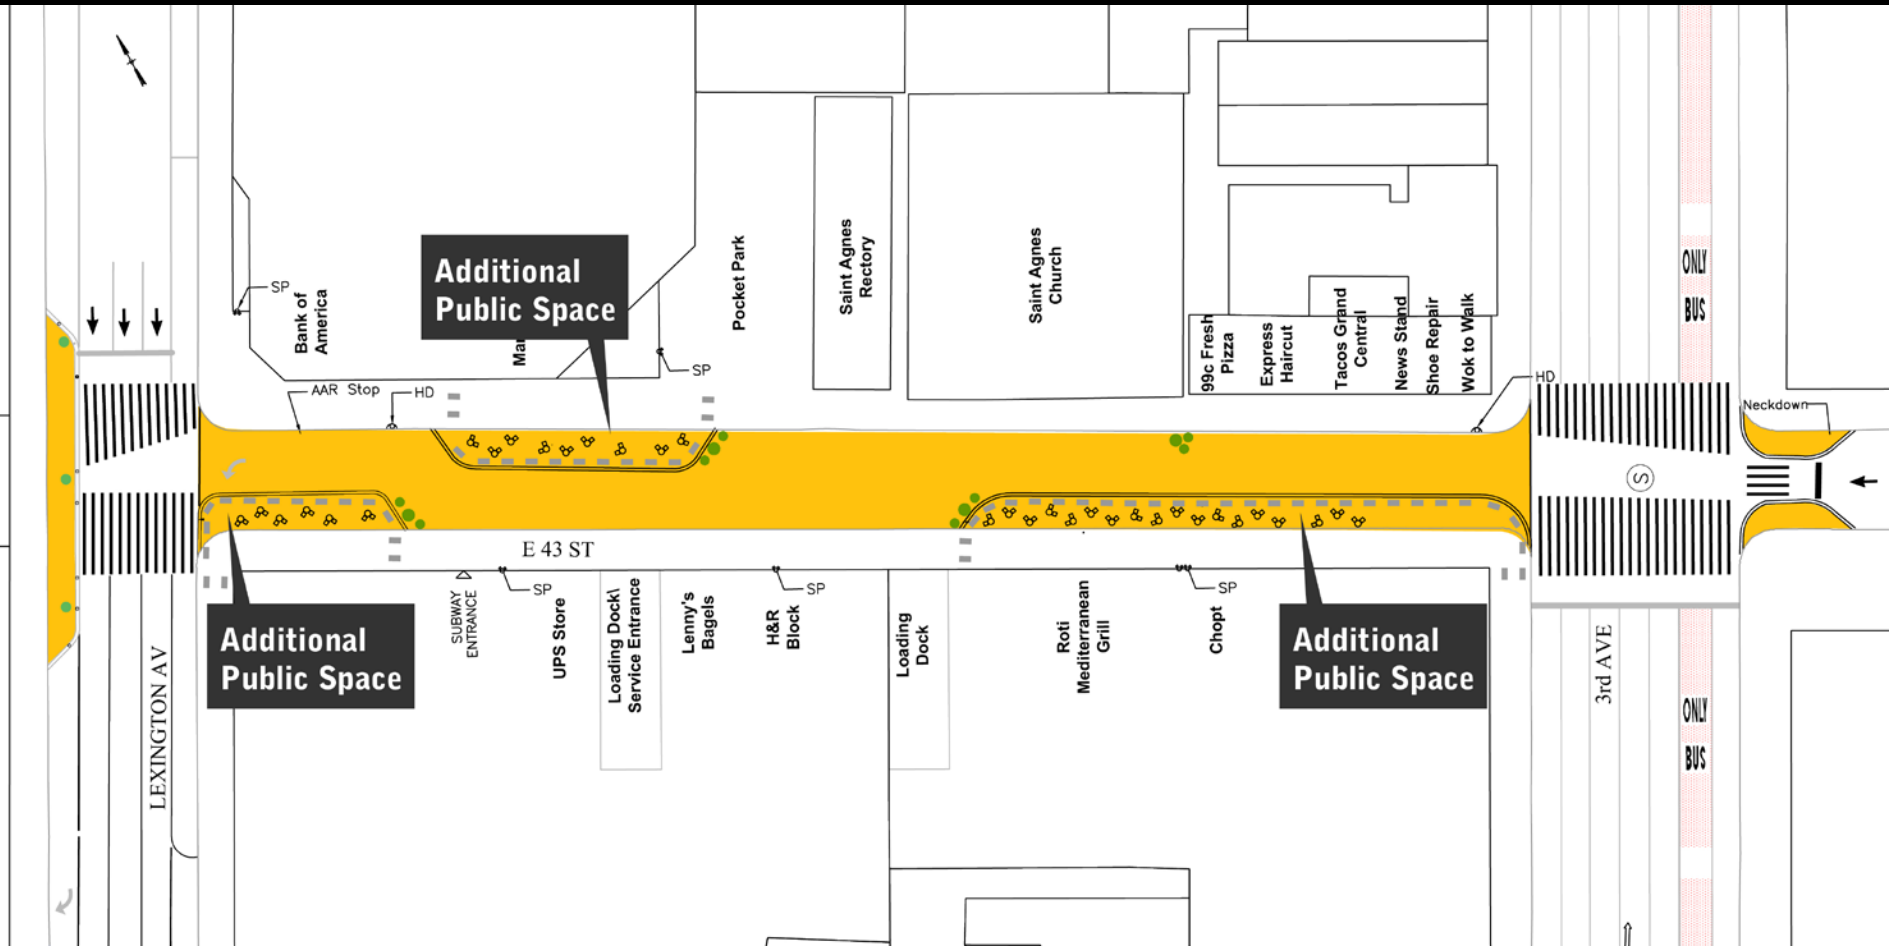 ONLY
BUS
Additional
Public Space
SP
Bank of
America
Mar
Pocket Park
Saint Agnes
Rectory
Saint Agnes
Church
99c Fresh
Pizza
Express
Haircut
Tacos Grand
Central
News Stand
Shoe Repair
Wok to Walk
SP
AAR Stop
HD
HD
Neckdown
S
E 43 ST
SUBWAY
ENTRANCE
SP
UPS Store
Loading Dock\
Service Entrance
Lenny's
Bagels
H&R
Block
SP
Loading
Dock
Roti
Mediterranean
Grill
SP
Chopt
Additional
Public Space
Additional
Public Space
LEXINGTON AV
3rd AVE
ONLY
BUS